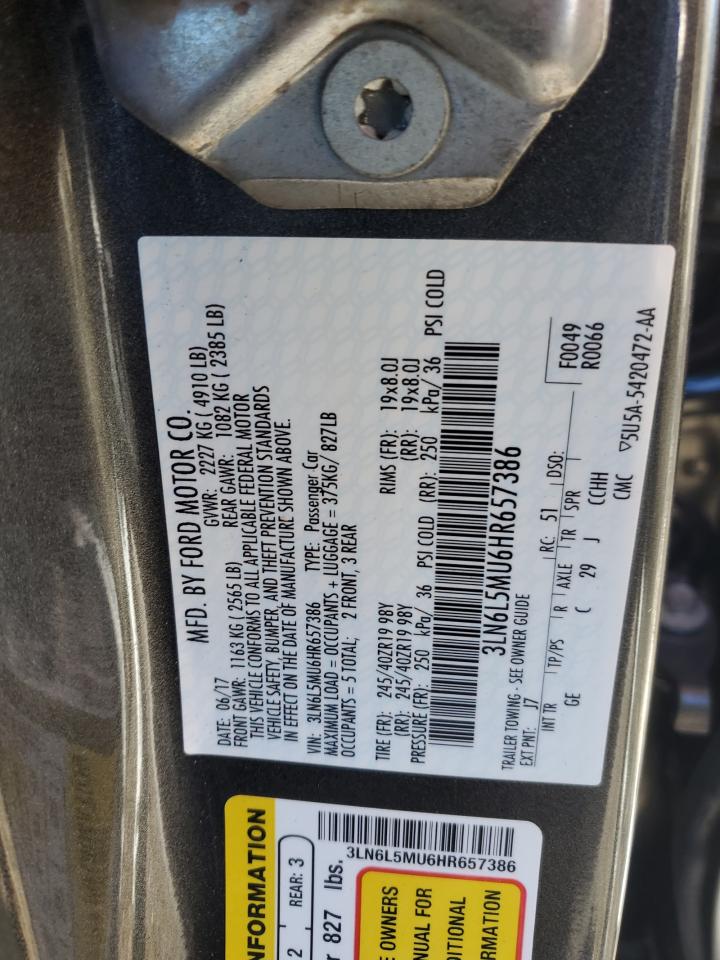 MFD. BY FORD MOTOR CO.
DATE: 06/17 GVWR: 2227 KG ( 4910 LB)
FRONT GAWR: 1163 KG ( 2565 LB) REAR GAWR: 1082 KG ( 2385 LB)
THIS VEHICLE CONFORMS TO ALL APPLICABLE FEDERAL MOTOR
VEHICLE SAFETY, BUMPER, AND THEFT PREVENTION STANDARDS
IN EFFECT ON THE DATE OF MANUFACTURE SHOWN ABOVE.
VIN: 3LN6L5MU6HR657386 TYPE: Passenger Car
MAXIMUM LOAD = OCCUPANTS + LUGGAGE = 375KG/ 827LB
OCCUPANTS = 5 TOTAL; 2 FRONT, 3 REAR
TIRE (FR): 245/40ZR19 98Y RIMS (FR): 19x8.0J
(RR): 245/40ZR19 98Y (RR): 19x8.0J
PRESSURE (FR): 250 kPa/ 36 PSI COLD (RR): 250 kPa/ 36 PSI COLD
3LN6L5MU6HR657386
TRAILER TOWING - SEE OWNER GUIDE
EXT PNT: J7 RC: 51 DSO: F0049
R0066
INT TR TP/PS R AXLE TR SPR
GE C 29 J CCHH
CMC ▽5U5A-5420472-AA
NFORMATION
2 REAR: 3
827 lbs.
3LN6L5MU6HR657386
E OWNERS
NUAL FOR
DITIONAL
RMATION